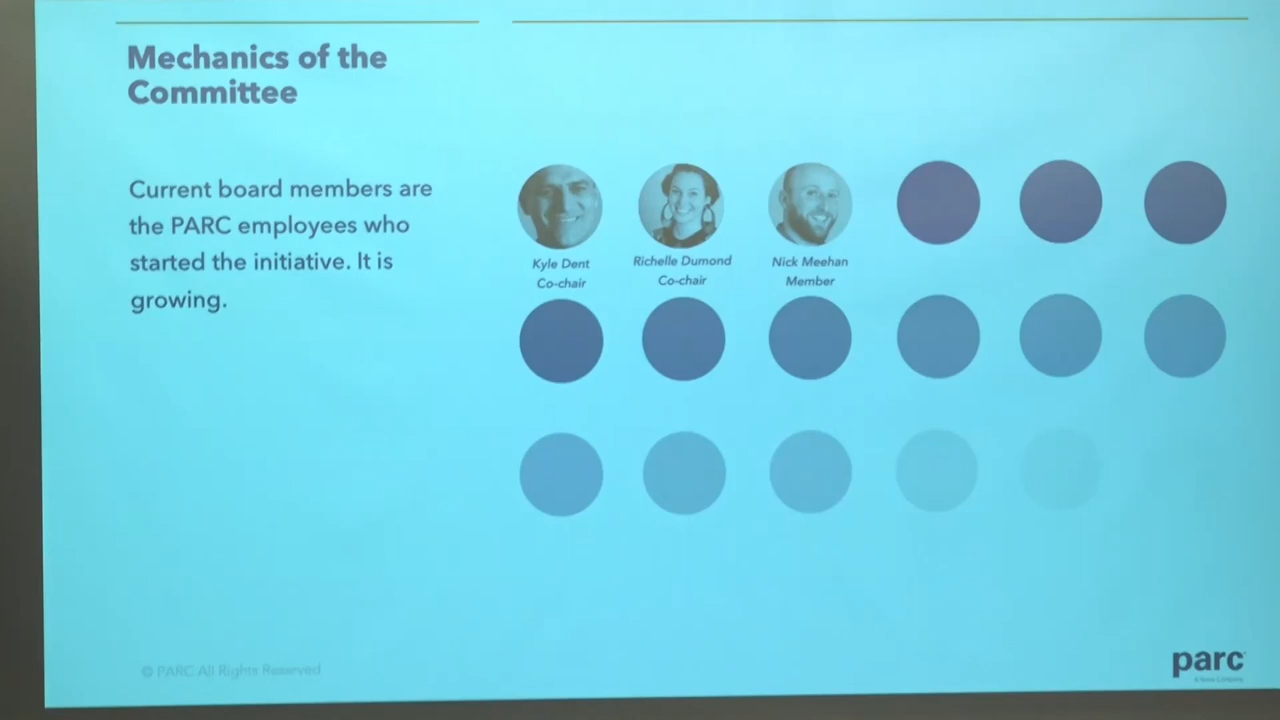 Mechanics of the
Committee
Current board members are
the PARC employees who
started the initiative. It is
growing.
Kyle Dent
Co-chair
Richelle Dumond
Co-chair
Nick Meehan
Member
© PARC All Rights Reserved
parc